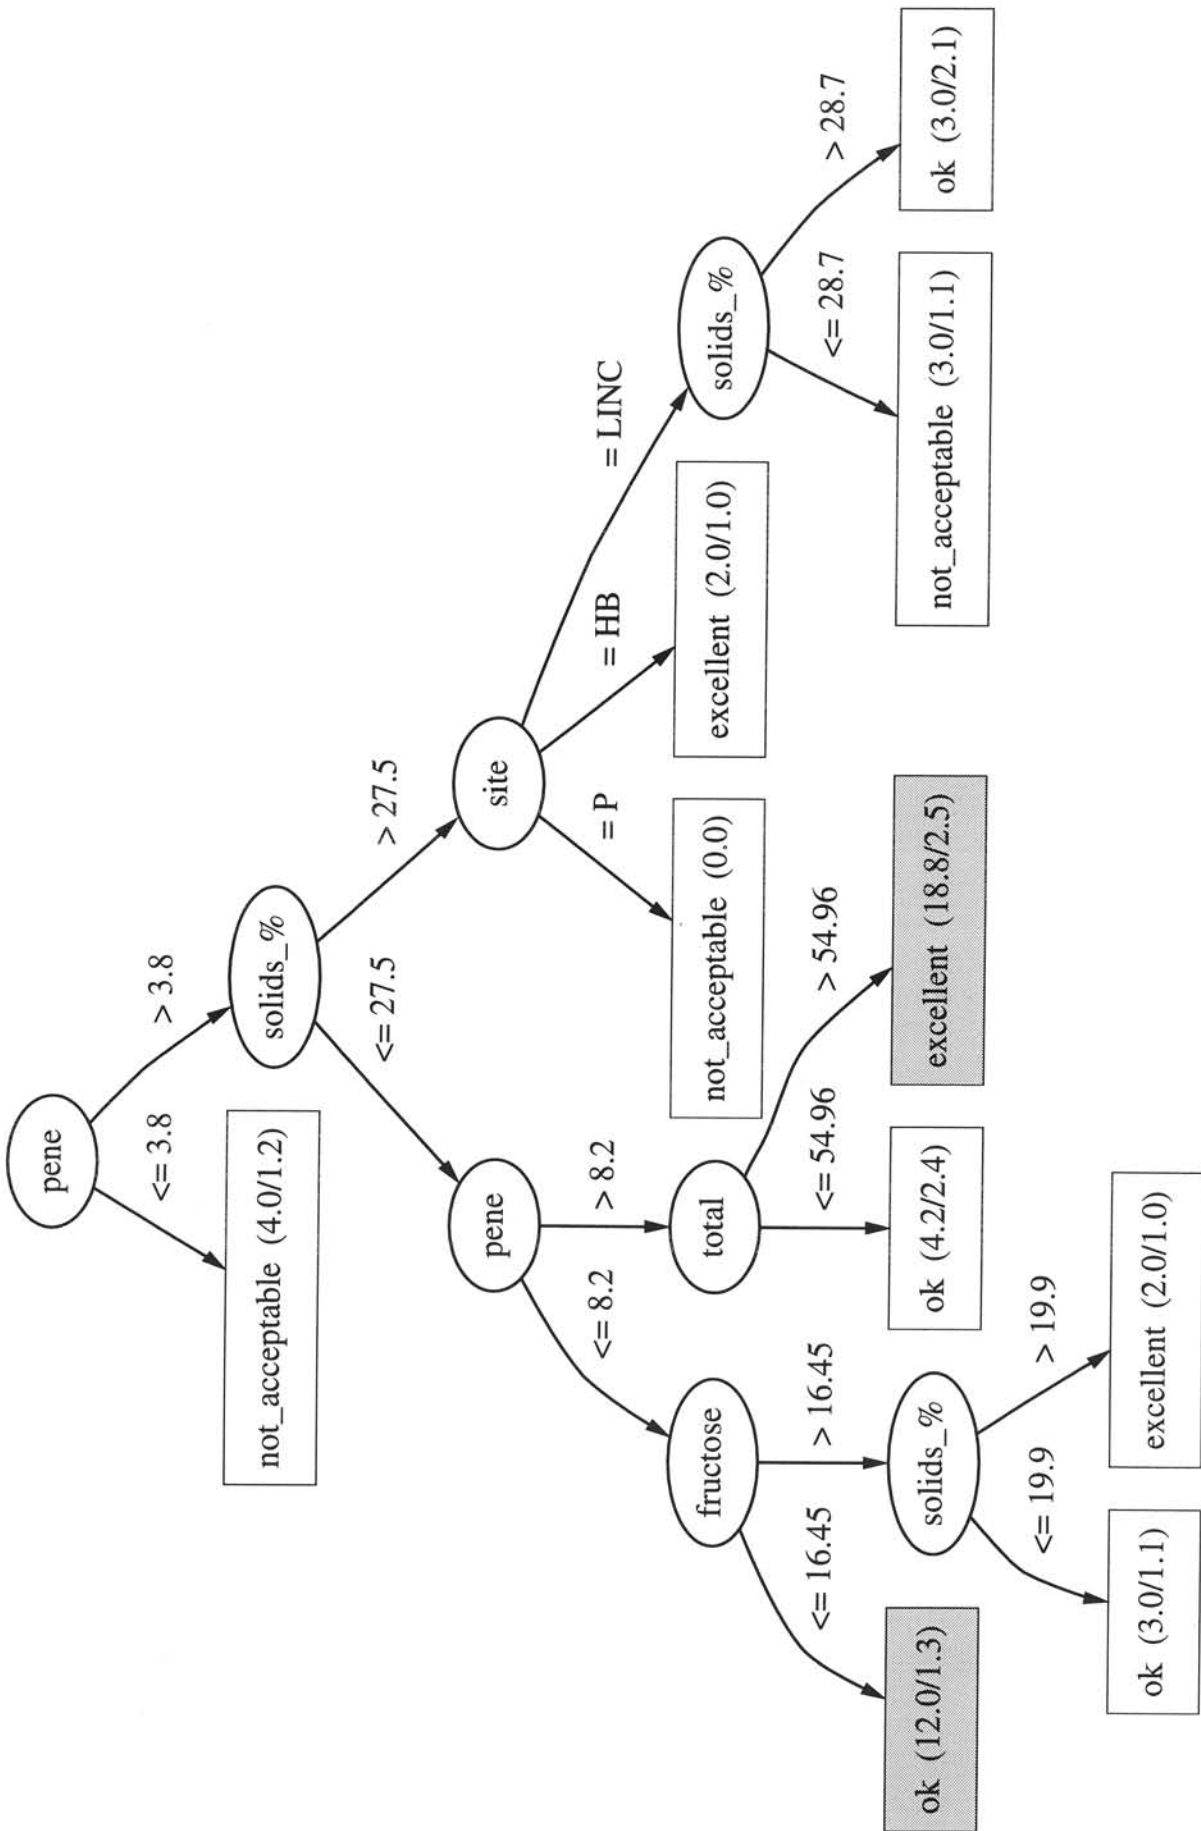 pene
<= 3.8
> 3.8
not_acceptable (4.0/1.2)
solids_%
<= 27.5
> 27.5
pene
site
<= 8.2
> 8.2
= P
= HB
= LINC
fructose
total
not_acceptable (0.0)
excellent (2.0/1.0)
solids_%
<= 16.45
> 16.45
<= 54.96
> 54.96
<= 28.7
> 28.7
ok (12.0/1.3)
solids_%
ok (4.2/2.4)
excellent (18.8/2.5)
not_acceptable (3.0/1.1)
ok (3.0/2.1)
<= 19.9
> 19.9
ok (3.0/1.1)
excellent (2.0/1.0)